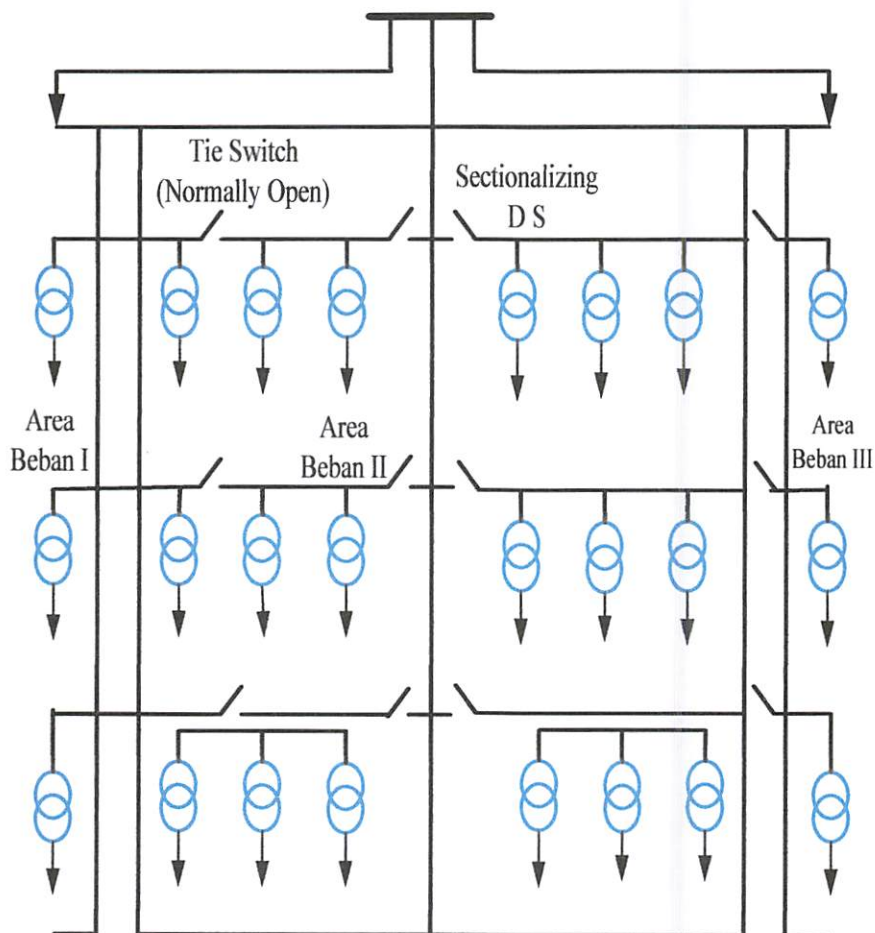 Tie Switch
(Normally Open)
Sectionalizing
D S
Area
Beban I
Area
Beban II
Area
Beban III